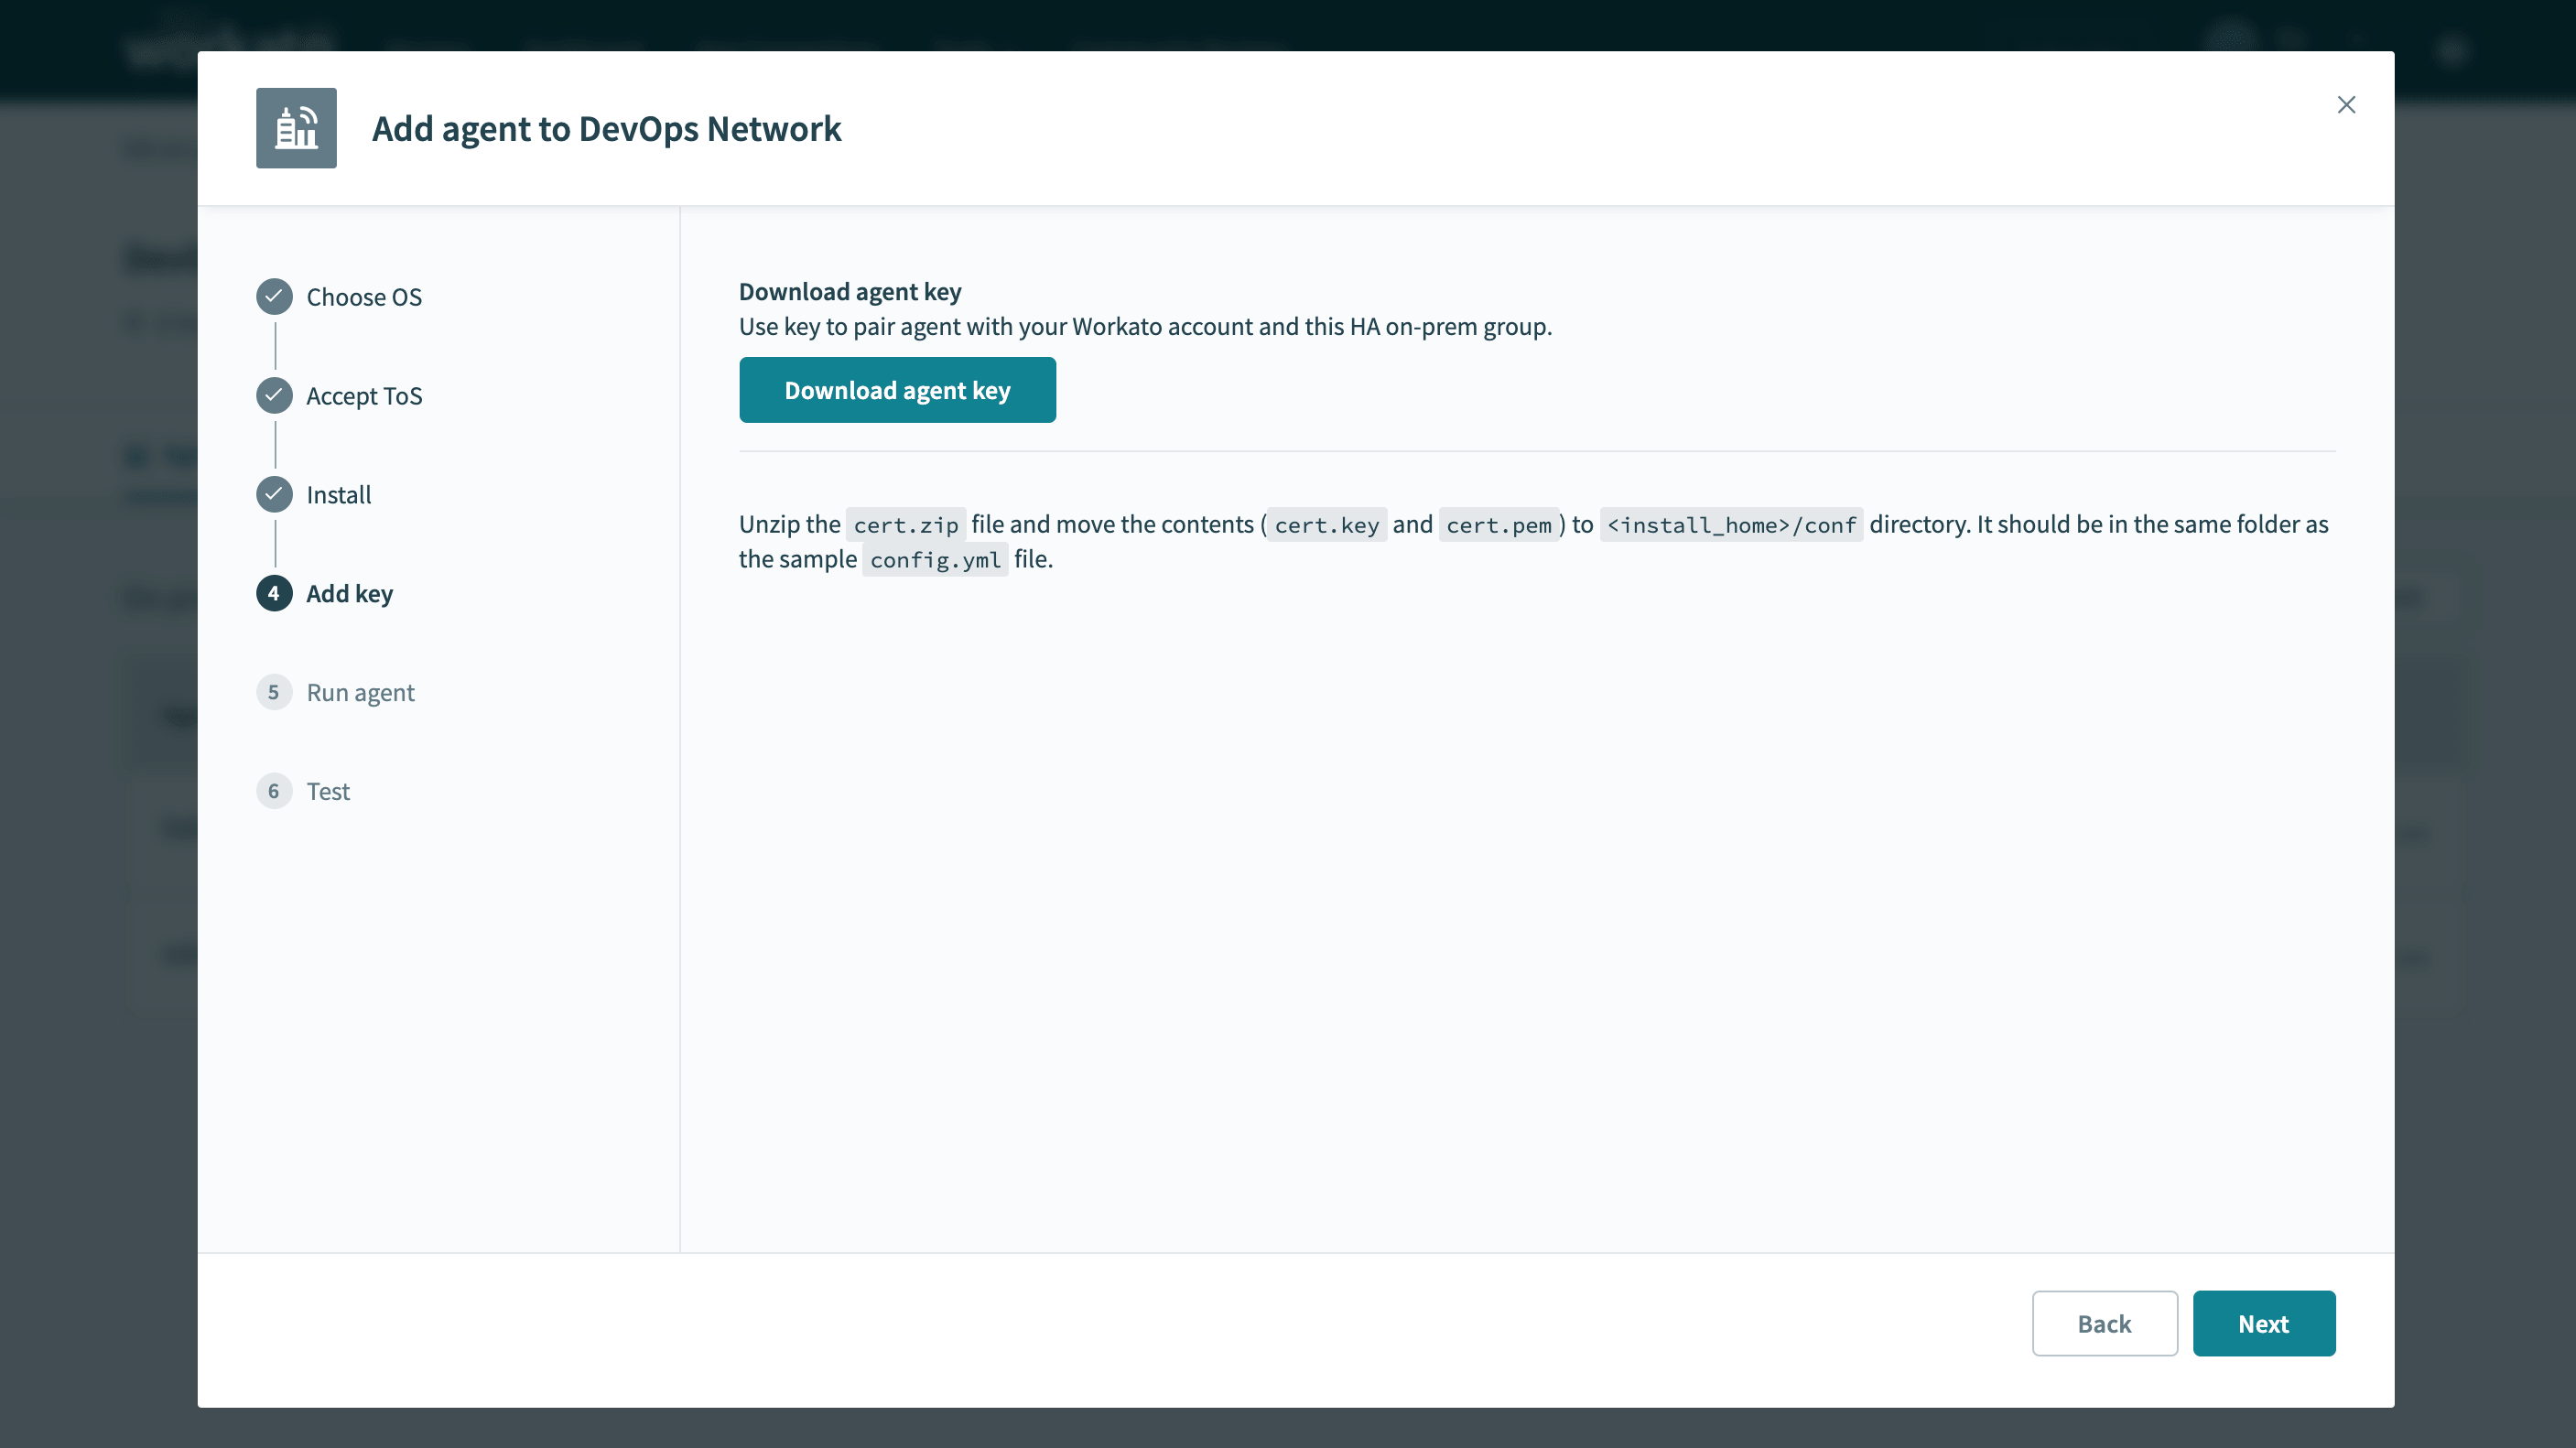 workato
Add agent to DevOps Network
Choose OS
Accept ToS
Install
4 Add key
5 Run agent
6 Test
Download agent key
Use key to pair agent with your Workato account and this HA on-prem group.
Download agent key
Unzip the cert.zip file and move the contents ( cert.key and cert.pem ) to <install_home>/conf directory. It should be in the same folder as
the sample config.yml file.
Back
Next